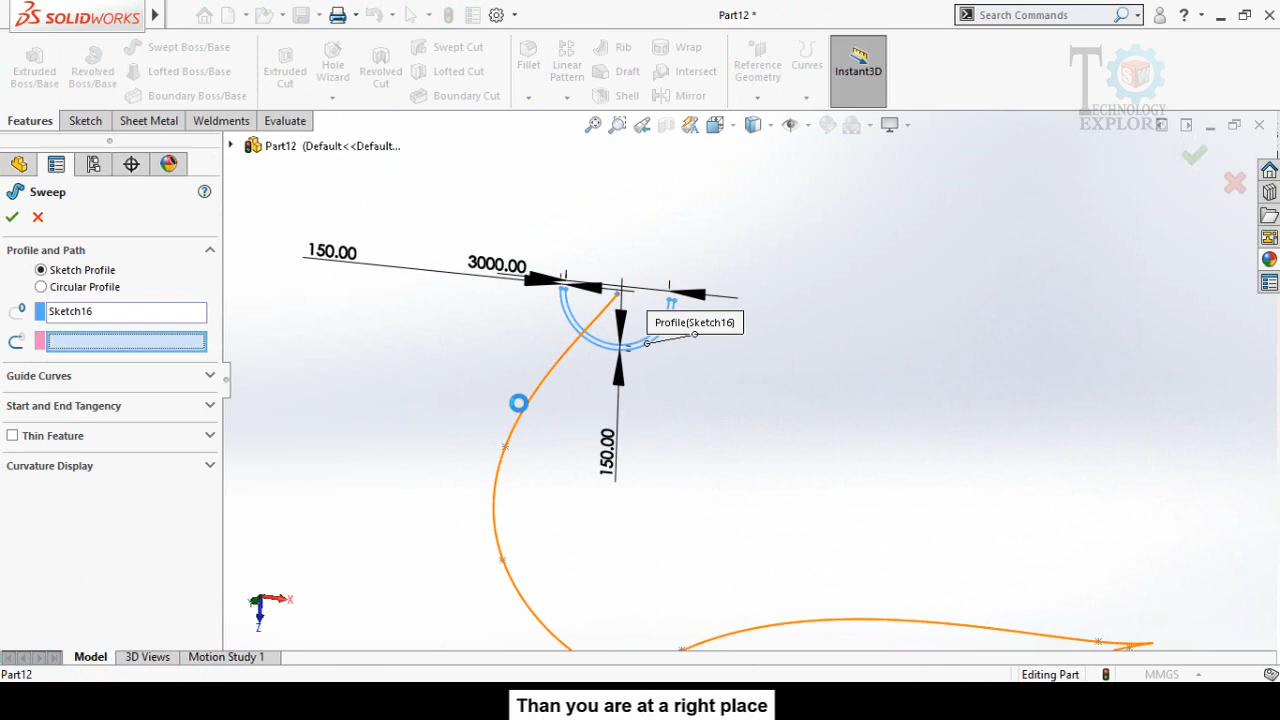 SOLIDWORKS
Part12 *
Search Commands
Extruded Boss/Base
Revolved Boss/Base
Swept Boss/Base
Lofted Boss/Base
Boundary Boss/Base
Extruded Cut
Hole Wizard
Revolved Cut
Swept Cut
Lofted Cut
Boundary Cut
Fillet
Linear Pattern
Rib
Draft
Shell
Wrap
Intersect
Mirror
Reference Geometry
Curves
Instant3D
TECHNOLOGY
EXPLOR
Features
Sketch
Sheet Metal
Weldments
Evaluate
Part12 (Default<<Default...
Sweep
Profile and Path
Sketch Profile
Circular Profile
Sketch16
Guide Curves
Start and End Tangency
Thin Feature
Curvature Display
150.00
3000.00
Profile(Sketch16)
150.00
X
Y
Z
Model
3D Views
Motion Study 1
Part12
Editing Part
MMGS
Than you are at a right place